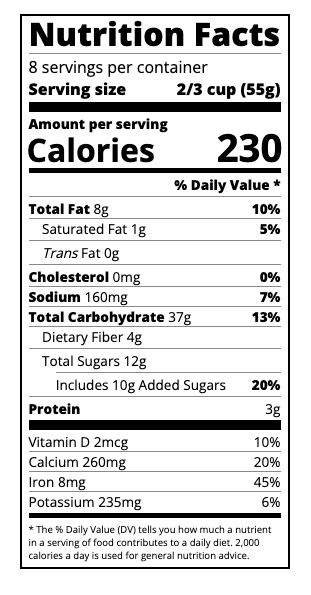 Nutrition Facts
8 servings per container
Serving size 2/3 cup (55g)
Amount per serving
Calories 230
% Daily Value *
Total Fat 8g 10%
Saturated Fat 1g 5%
Trans Fat 0g
Cholesterol 0mg 0%
Sodium 160mg 7%
Total Carbohydrate 37g 13%
Dietary Fiber 4g
Total Sugars 12g
Includes 10g Added Sugars 20%
Protein 3g
Vitamin D 2mcg 10%
Calcium 260mg 20%
Iron 8mg 45%
Potassium 235mg 6%
* The % Daily Value (DV) tells you how much a nutrient
in a serving of food contributes to a daily diet. 2,000
calories a day is used for general nutrition advice.